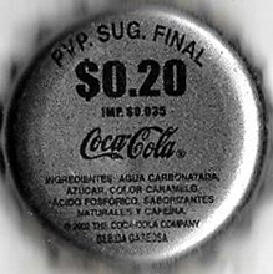 PVP. SUG. FINAL
$0.20
IMP. $0.035
Coca-Cola®
INGREDIENTES: AGUA CARBONATADA,
AZUCAR, COLOR CARAMELO,
ACIDO FOSFORICO, SABORIZANTES
NATURALES Y CAFEINA.
© 2002 THE COCA-COLA COMPANY
BEBIDA GASEOSA